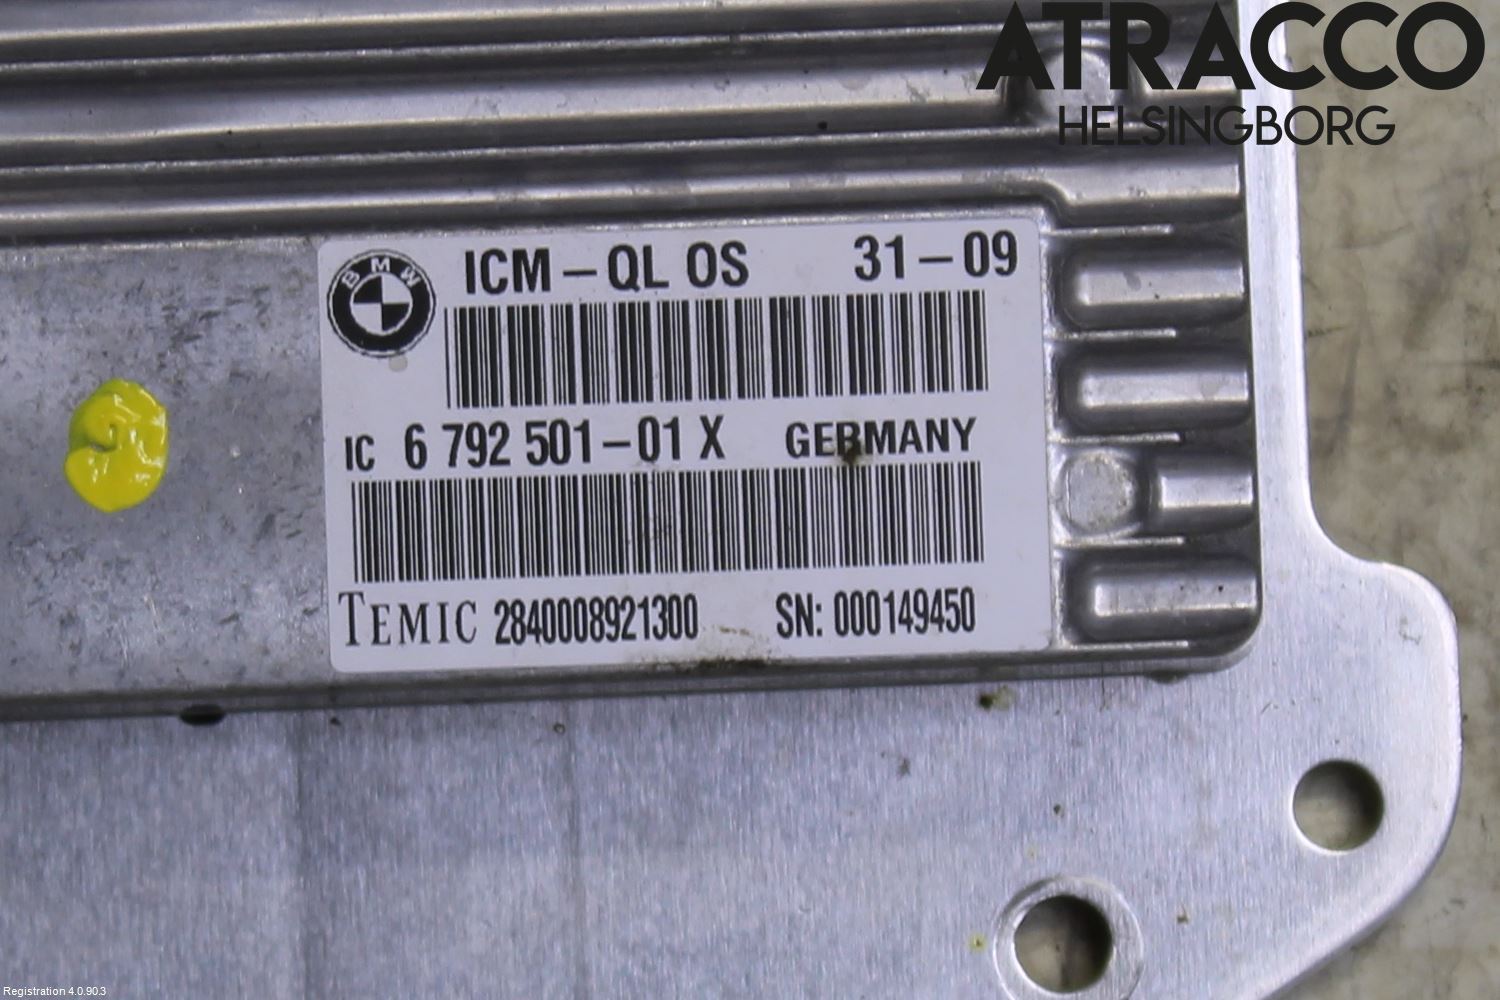 ATRACCO
HELSINGBORG
BMW
ICM – QL OS 31 – 09
IC 6 792 501 – 01 X GERMANY
TEMIC 2840008921300 SN: 000149450
Registration 4.0.90.3